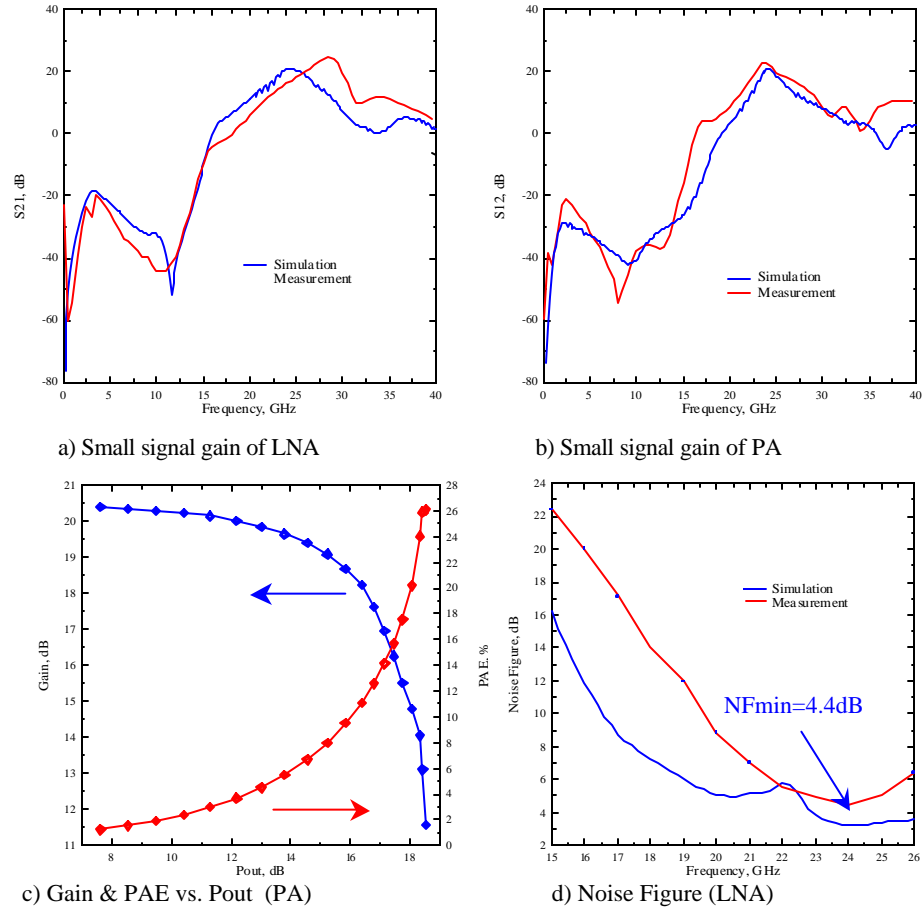 40
20
0
-20
-40
-60
-80
S21, dB
Simulation
Measurement
0 5 10 15 20 25 30 35 40
Frequency, GHz
a) Small signal gain of LNA
40
20
0
-20
-40
-60
-80
S12, dB
Simulation
Measurement
0 5 10 15 20 25 30 35 40
Frequency, GHz
b) Small signal gain of PA
21
20
19
18
17
16
15
14
13
12
11
Gain, dB
28
26
24
22
20
18
16
14
12
10
8
6
4
2
0
PAE. %
8 10 12 14 16 18
Pout, dB
c) Gain & PAE vs. Pout (PA)
24
22
20
18
16
14
12
10
8
6
4
2
Noise Figure, dB
Simulation
Measurement
NFmin=4.4dB
15 16 17 18 19 20 21 22 23 24 25 26
Frequency, GHz
d) Noise Figure (LNA)